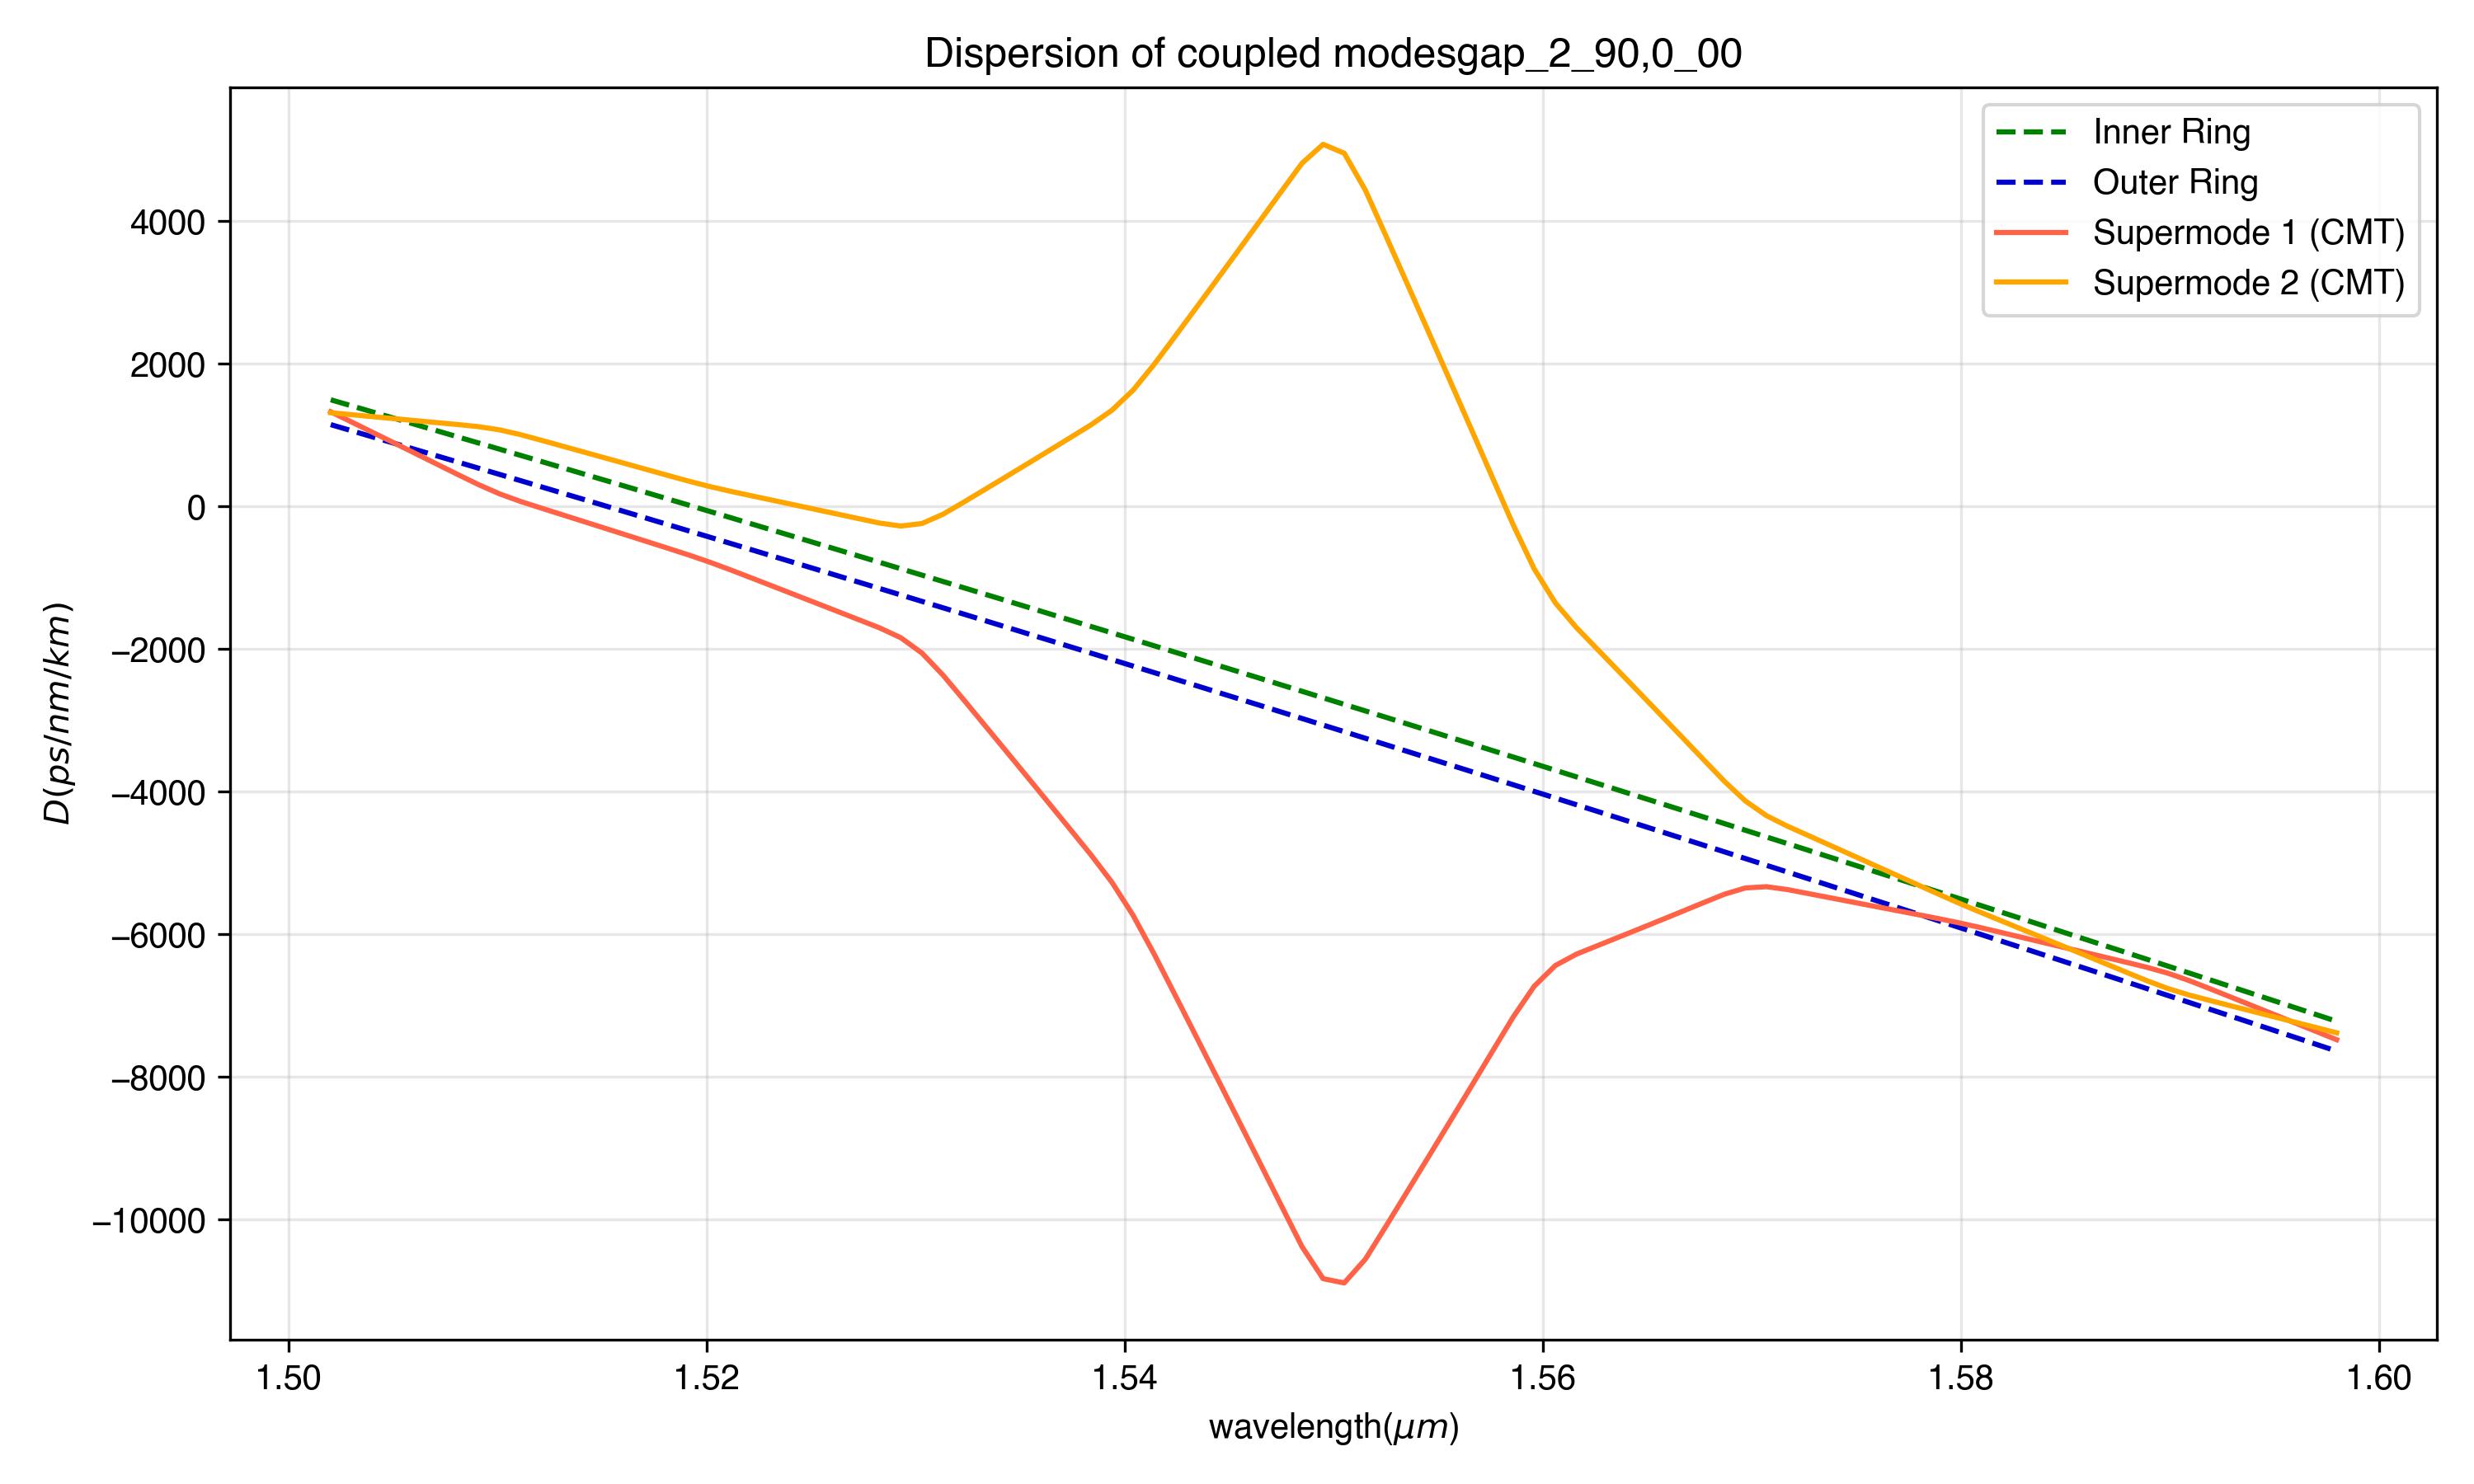 Dispersion of coupled modesgap_2_90,0_00
Inner Ring
Outer Ring
Supermode 1 (CMT)
Supermode 2 (CMT)
D(ps/nm/km)
4000
2000
0
−2000
−4000
−6000
−8000
−10000
1.50 1.52 1.54 1.56 1.58 1.60
wavelength(μm)